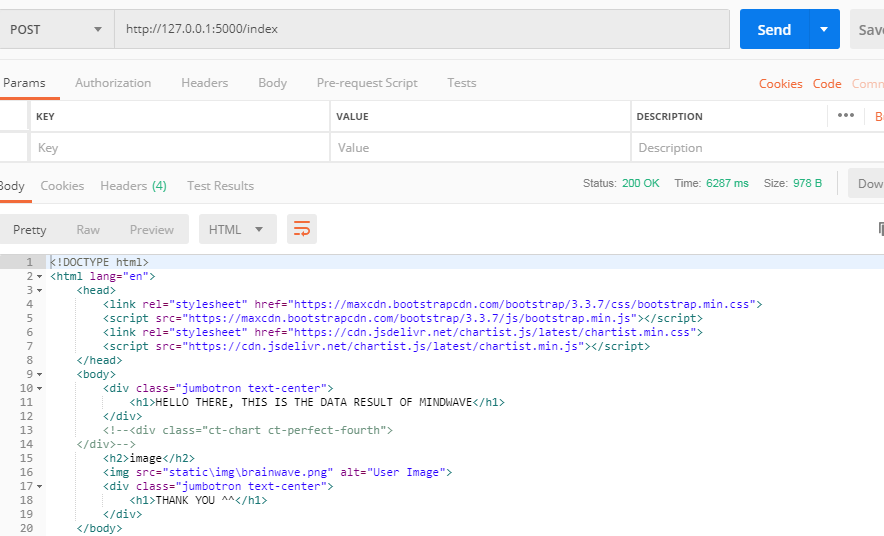 POST http://127.0.0.1:5000/index Send Save
Params Authorization Headers Body Pre-request Script Tests Cookies Code Comm
KEY VALUE DESCRIPTION ••• B
Key Value Description
Body Cookies Headers (4) Test Results Status: 200 OK Time: 6287 ms Size: 978 B Dow
Pretty Raw Preview HTML
1 <!DOCTYPE html>
2 <html lang="en">
3 <head>
4 <link rel="stylesheet" href="https://maxcdn.bootstrapcdn.com/bootstrap/3.3.7/css/bootstrap.min.css">
5 <script src="https://maxcdn.bootstrapcdn.com/bootstrap/3.3.7/js/bootstrap.min.js"></script>
6 <link rel="stylesheet" href="https://cdn.jsdelivr.net/chartist.js/latest/chartist.min.css">
7 <script src="https://cdn.jsdelivr.net/chartist.js/latest/chartist.min.js"></script>
8 </head>
9 <body>
10 <div class="jumbotron text-center">
11 <h1>HELLO THERE, THIS IS THE DATA RESULT OF MINDWAVE</h1>
12 </div>
13 <!--<div class="ct-chart ct-perfect-fourth">
14 </div>-->
15 <h2>image</h2>
16 <img src="static\img\brainwave.png" alt="User Image">
17 <div class="jumbotron text-center">
18 <h1>THANK YOU ^^</h1>
19 </div>
20 </body>